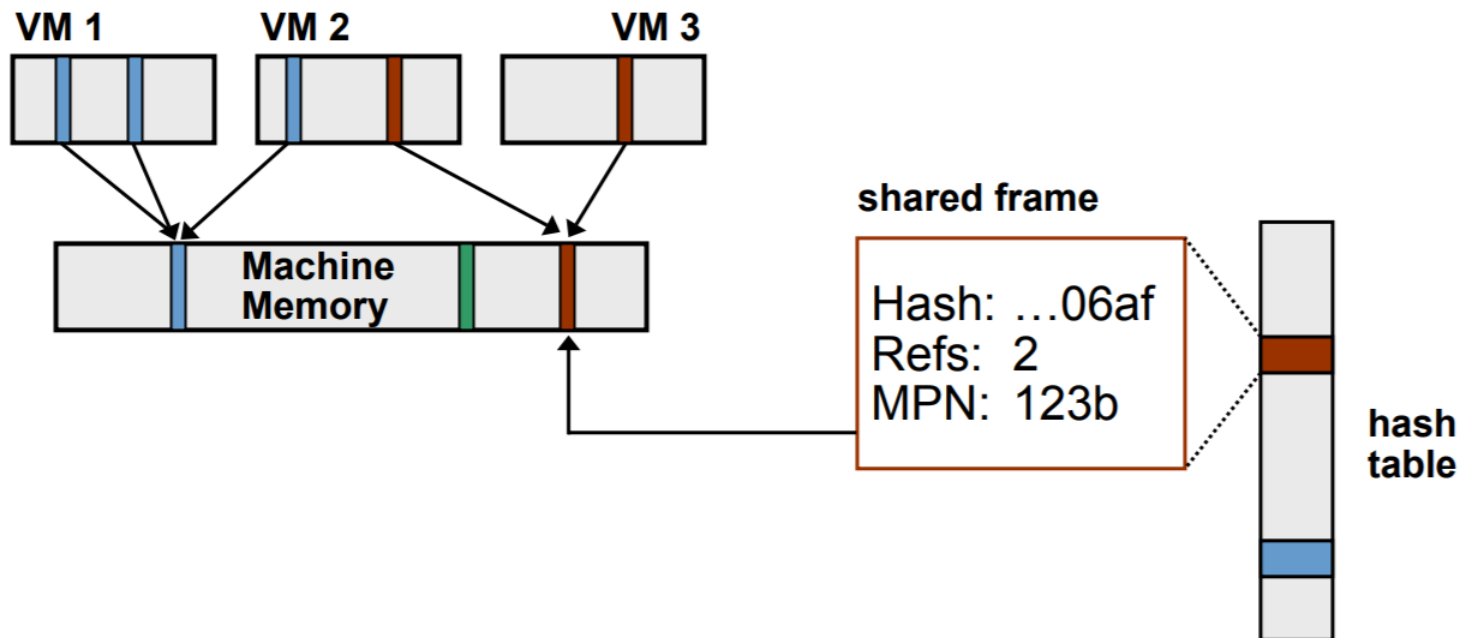 VM 1
VM 2
VM 3
Machine
Memory
shared frame
Hash: …06af
Refs: 2
MPN: 123b
hash
table